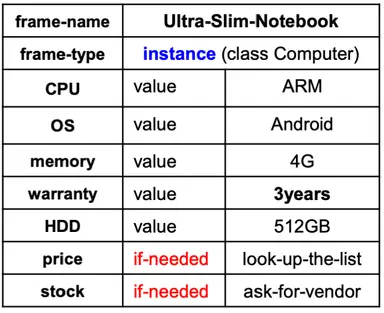 frame-name Ultra-Slim-Notebook
frame-type instance (class Computer)
CPU value ARM
OS value Android
memory value 4G
warranty value 3years
HDD value 512GB
price if-needed look-up-the-list
stock if-needed ask-for-vendor